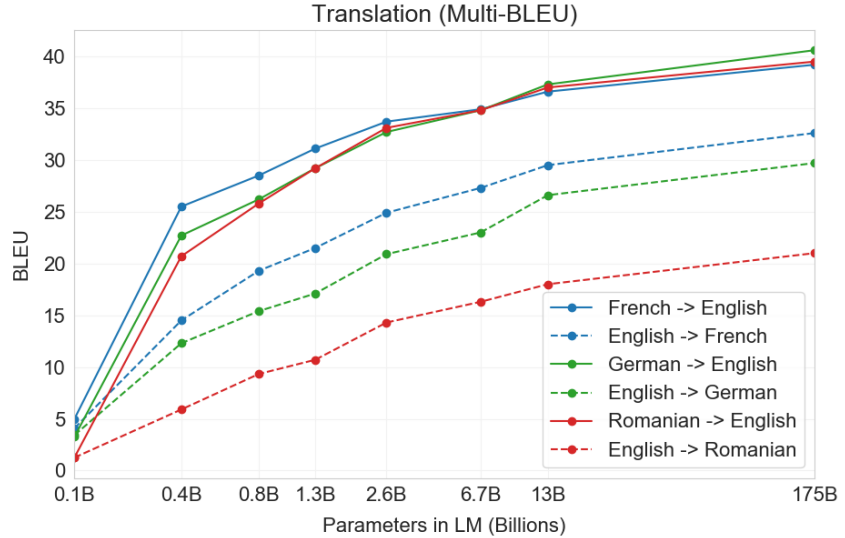 Translation (Multi-BLEU)
40
35
30
25
20
15
10
5
0
BLEU
French -> English
English -> French
German -> English
English -> German
Romanian -> English
English -> Romanian
0.1B 0.4B 0.8B 1.3B 2.6B 6.7B 13B 175B
Parameters in LM (Billions)